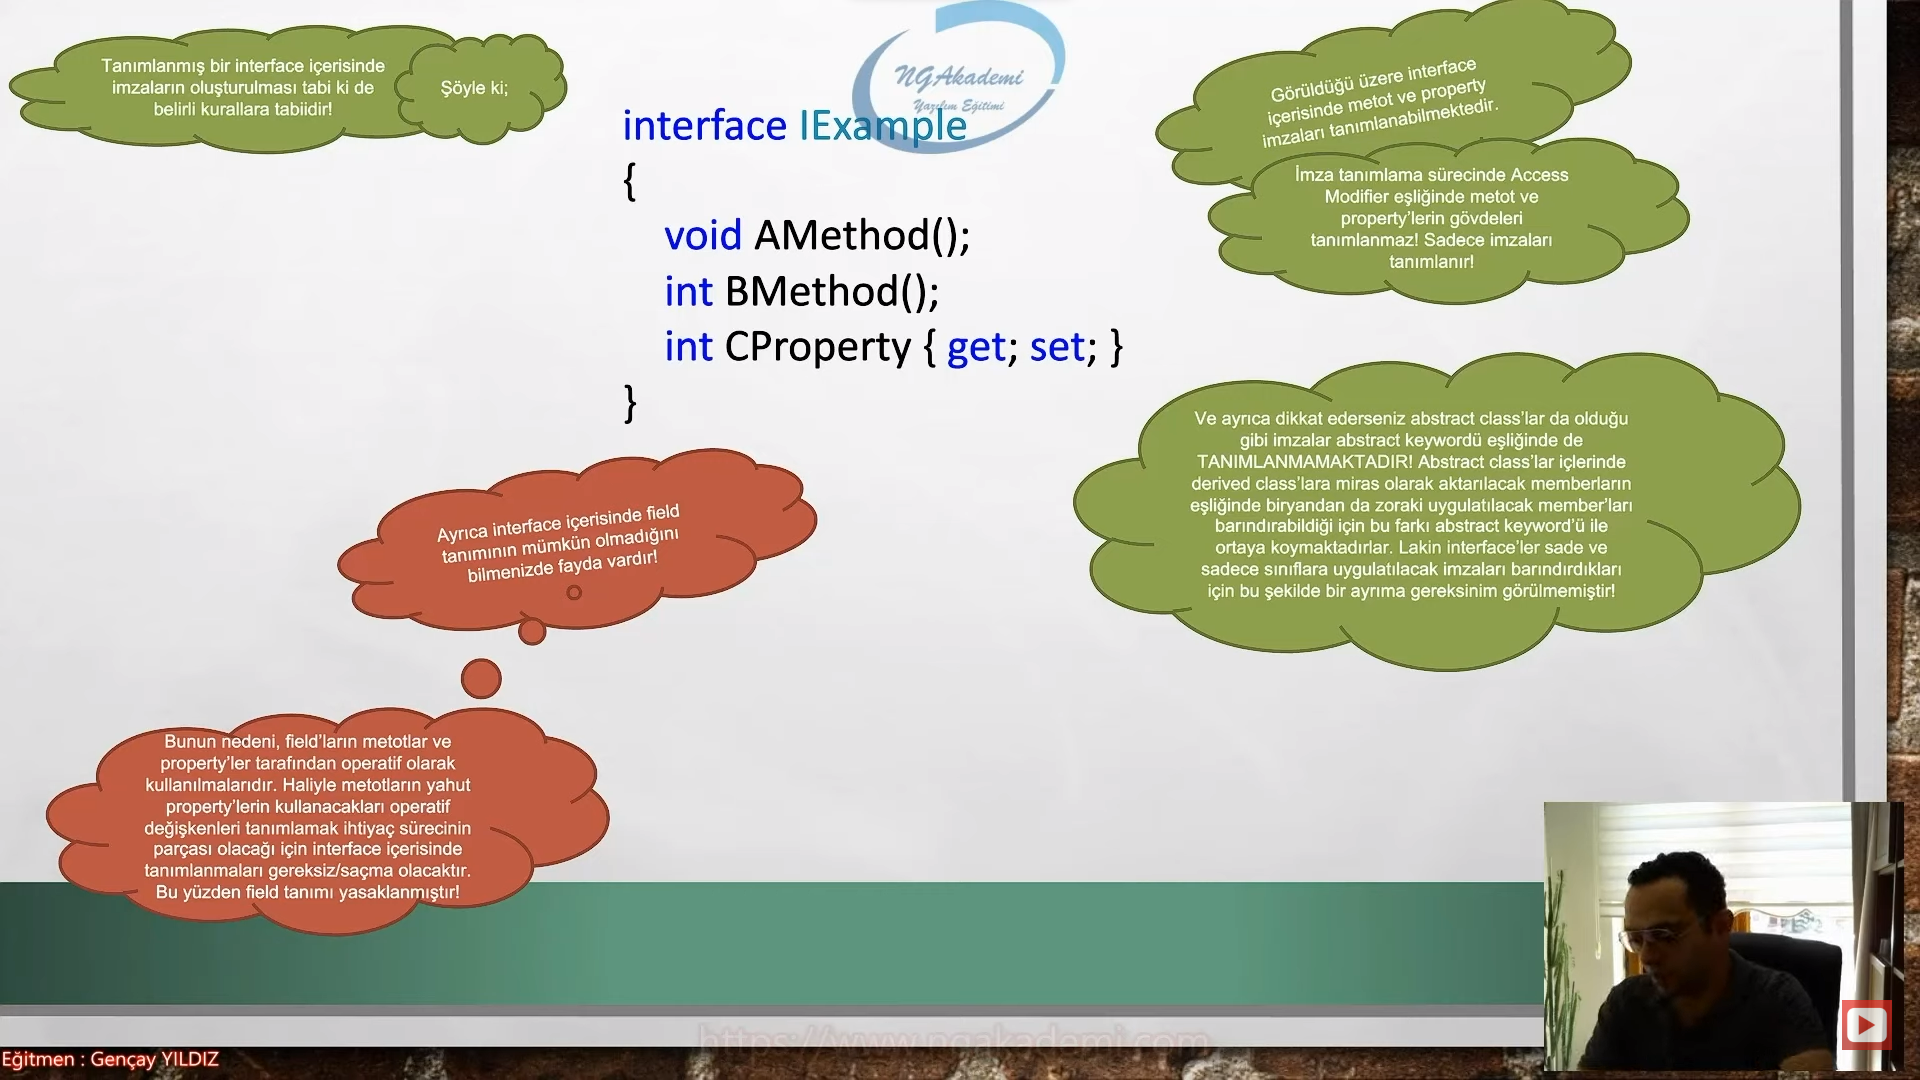 Tanımlanmış bir interface içerisinde
imzaların oluşturulması tabi ki de
belirli kurallara tabiidir!
Şöyle ki;
NGAkademi
Yazılım Eğitimi
interface IExample
{
void AMethod();
int BMethod();
int CProperty { get; set; }
}
Görüldüğü üzere interface
içerisinde metot ve property
imzaları tanımlanabilmektedir.
İmza tanımlama sürecinde Access
Modifier eşliğinde metot ve
property'lerin gövdeleri
tanımlanmaz! Sadece imzaları
tanımlanır!
Ve ayrıca dikkat ederseniz abstract class'lar da olduğu
gibi imzalar abstract keywordü eşliğinde de
TANIMLANMAMAKTADIR! Abstract class'lar içlerinde
derived class'lara miras olarak aktarılacak memberların
eşliğinde biryandan da zoraki uygulatılacak member'ları
barındırabildiği için bu farkı abstract keyword'ü ile
ortaya koymaktadırlar. Lakin interface'ler sade ve
sadece sınıflara uygulatılacak imzaları barındırdıkları
için bu şekilde bir ayrıma gereksinim görülmemiştir!
Ayrıca interface içerisinde field
tanımının mümkün olmadığını
bilmenizde fayda vardır!
Bunun nedeni, field'ların metotlar ve
property'ler tarafından operatif olarak
kullanılmalarıdır. Haliyle metotların yahut
property'lerin kullanacakları operatif
değişkenleri tanımlamak ihtiyaç sürecinin
parçası olacağı için interface içerisinde
tanımlanmaları gereksiz/saçma olacaktır.
Bu yüzden field tanımı yasaklanmıştır!
https://www.ngakademi.com
Eğitmen : Gençay YILDIZ